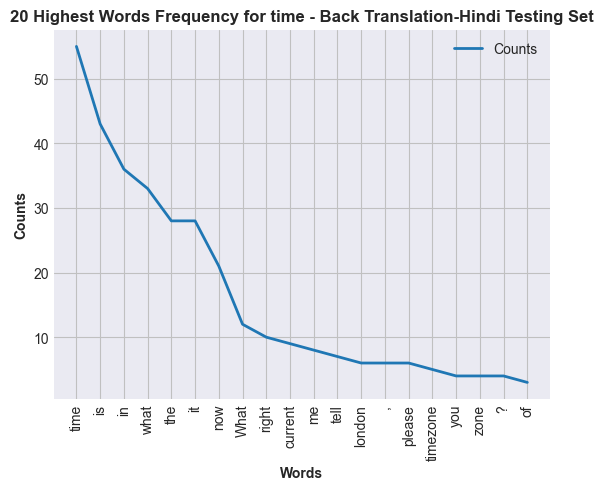 20 Highest Words Frequency for time - Back Translation-Hindi Testing Set
Counts
50
40
30
20
10
Counts
time
is
in
what
the
it
now
What
right
current
me
tell
london
,
please
timezone
you
zone
?
of
Words